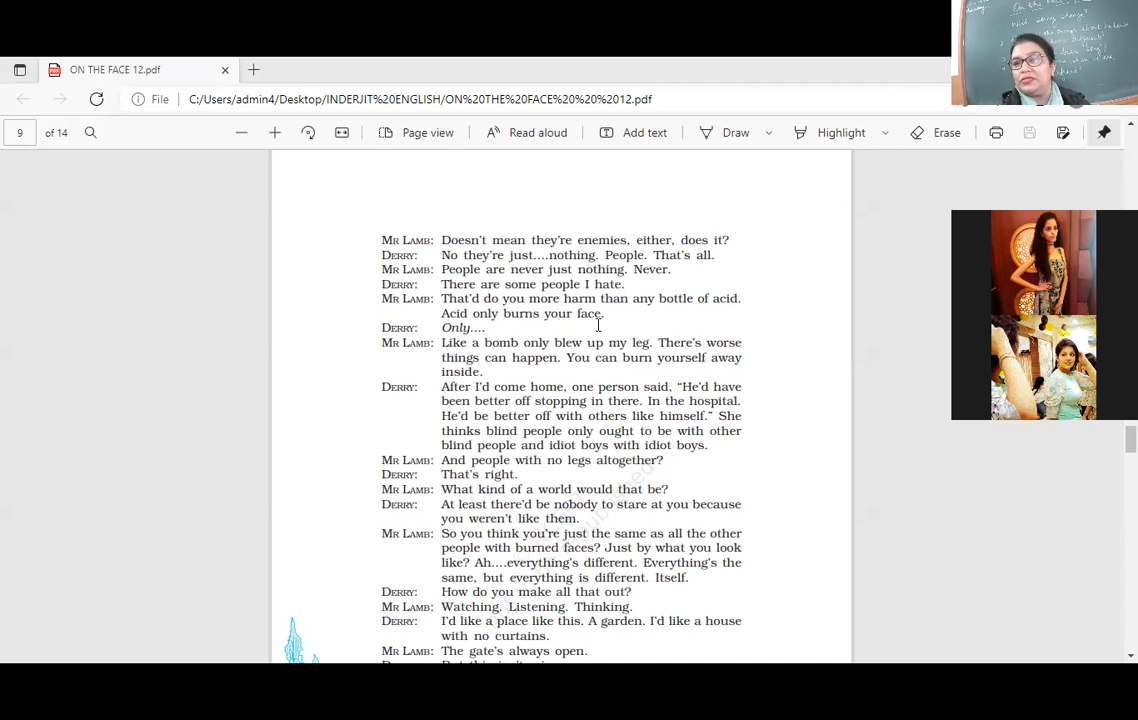 ON THE FACE 12.pdf
File C:/Users/admin4/Desktop/INDERJIT%20ENGLISH/ON%20THE%20FACE%20%20%2012.pdf
9 of 14 Page view Read aloud Add text Draw Highlight Erase
MR LAMB: Doesn't mean they're enemies, either, does it?
DERRY: No they're just....nothing. People. That's all.
MR LAMB: People are never just nothing. Never.
DERRY: There are some people I hate.
MR LAMB: That'd do you more harm than any bottle of acid.
Acid only burns your face.
DERRY: Only....
MR LAMB: Like a bomb only blew up my leg. There's worse
things can happen. You can burn yourself away
inside.
DERRY: After I'd come home, one person said, “He'd have
been better off stopping in there. In the hospital.
He'd be better off with others like himself.” She
thinks blind people only ought to be with other
blind people and idiot boys with idiot boys.
MR LAMB: And people with no legs altogether?
DERRY: That's right.
MR LAMB: What kind of a world would that be?
DERRY: At least there'd be nobody to stare at you because
you weren't like them.
MR LAMB: So you think you're just the same as all the other
people with burned faces? Just by what you look
like? Ah....everything's different. Everything's the
same, but everything is different. Itself.
DERRY: How do you make all that out?
MR LAMB: Watching. Listening. Thinking.
DERRY: I'd like a place like this. A garden. I'd like a house
with no curtains.
MR LAMB: The gate's always open.